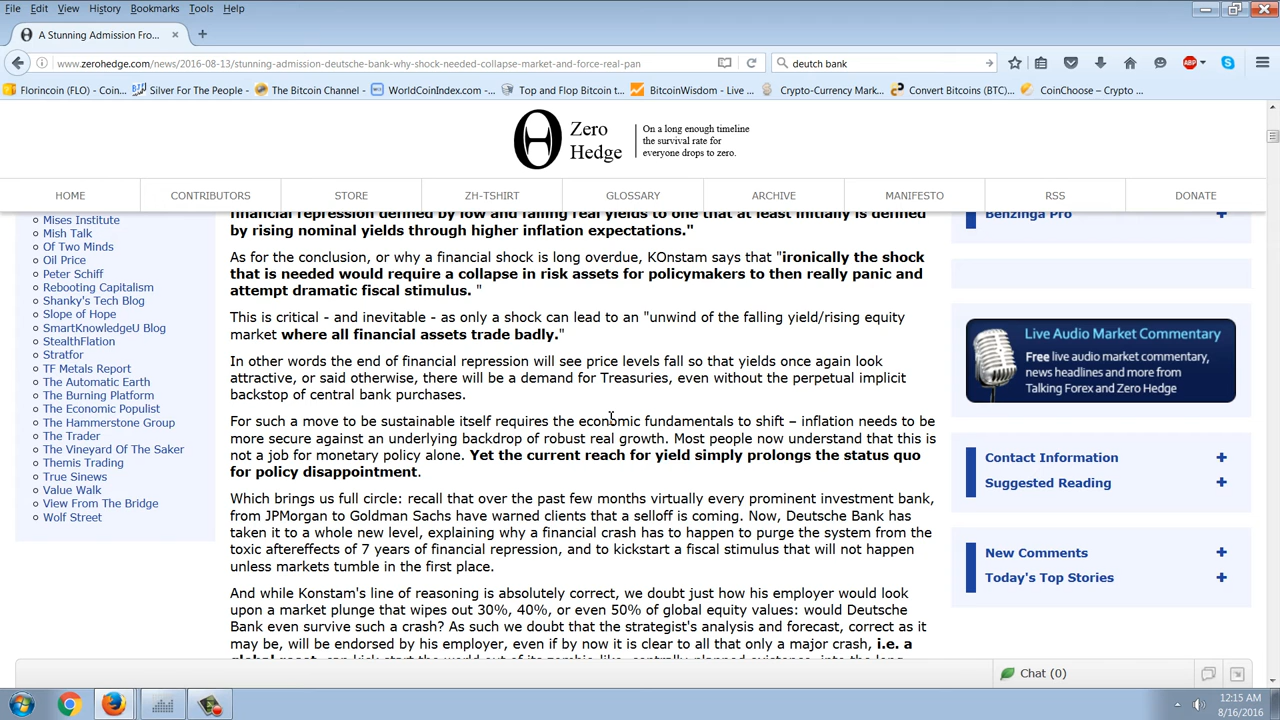 File Edit View History Bookmarks Tools Help
A Stunning Admission Fro...
www.zerohedge.com/news/2016-08-13/stunning-admission-deutsche-bank-why-shock-needed-collapse-market-and-force-real-pan
deutch bank
ABP
Florincoin (FLO) - Coin...
Silver For The People - ...
The Bitcoin Channel - ...
WorldCoinIndex.com - ...
Top and Flop Bitcoin t...
BitcoinWisdom - Live ...
Crypto-Currency Mark...
Convert Bitcoins (BTC)...
CoinChoose – Crypto ...
Zero
Hedge
On a long enough timeline
the survival rate for
everyone drops to zero.
HOME
CONTRIBUTORS
STORE
ZH-TSHIRT
GLOSSARY
ARCHIVE
MANIFESTO
RSS
DONATE
Mises Institute
Mish Talk
Of Two Minds
Oil Price
Peter Schiff
Rebooting Capitalism
Shanky's Tech Blog
Slope of Hope
SmartKnowledgeU Blog
StealthFlation
Stratfor
TF Metals Report
The Automatic Earth
The Burning Platform
The Economic Populist
The Hammerstone Group
The Trader
The Vineyard Of The Saker
Themis Trading
True Sinews
Value Walk
View From The Bridge
Wolf Street
financial repression defined by low and falling real yields to one that at least initially is defined
by rising nominal yields through higher inflation expectations."
As for the conclusion, or why a financial shock is long overdue, KOnstam says that "ironically the shock
that is needed would require a collapse in risk assets for policymakers to then really panic and
attempt dramatic fiscal stimulus. "
This is critical - and inevitable - as only a shock can lead to an "unwind of the falling yield/rising equity
market where all financial assets trade badly."
In other words the end of financial repression will see price levels fall so that yields once again look
attractive, or said otherwise, there will be a demand for Treasuries, even without the perpetual implicit
backstop of central bank purchases.
For such a move to be sustainable itself requires the economic fundamentals to shift – inflation needs to be
more secure against an underlying backdrop of robust real growth. Most people now understand that this is
not a job for monetary policy alone. Yet the current reach for yield simply prolongs the status quo
for policy disappointment.
Which brings us full circle: recall that over the past few months virtually every prominent investment bank,
from JPMorgan to Goldman Sachs have warned clients that a selloff is coming. Now, Deutsche Bank has
taken it to a whole new level, explaining why a financial crash has to happen to purge the system from the
toxic aftereffects of 7 years of financial repression, and to kickstart a fiscal stimulus that will not happen
unless markets tumble in the first place.
And while Konstam's line of reasoning is absolutely correct, we doubt just how his employer would look
upon a market plunge that wipes out 30%, 40%, or even 50% of global equity values: would Deutsche
Bank even survive such a crash? As such we doubt that the strategist's analysis and forecast, correct as it
may be, will be endorsed by his employer, even if by now it is clear to all that only a major crash, i.e. a
Benzinga Pro
Live Audio Market Commentary
Free live audio market commentary,
news headlines and more from
Talking Forex and Zero Hedge
Contact Information
Suggested Reading
New Comments
Today's Top Stories
Chat (0)
12:15 AM
8/16/2016